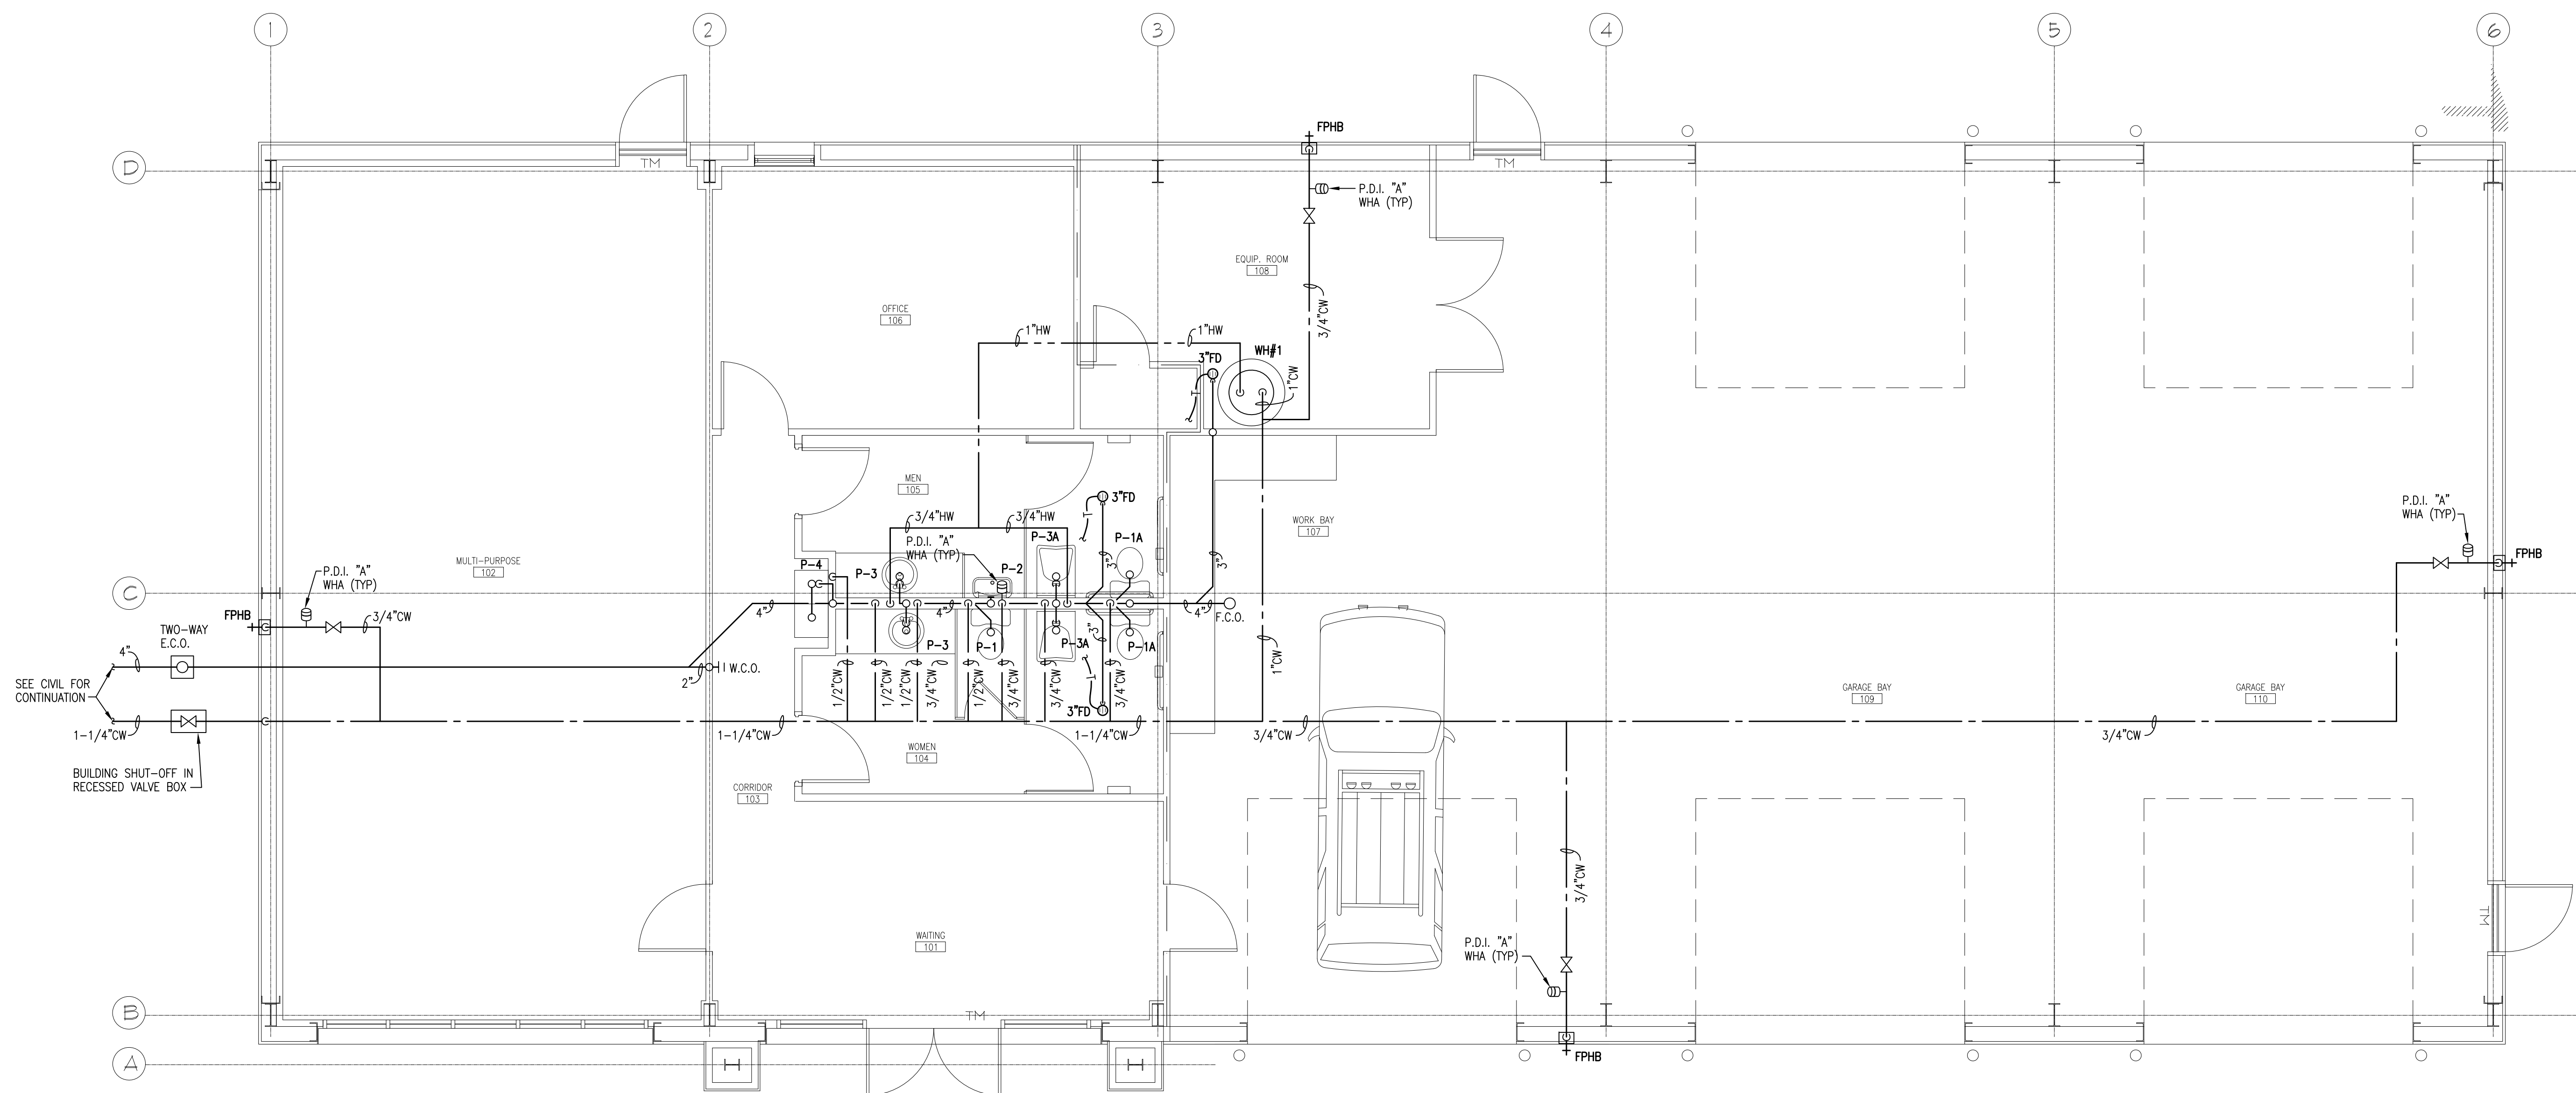 1
2
3
4
5
6
D
C
B
A
TM
TM
FPHB
P.D.I. "A"
WHA (TYP)
EQUIP. ROOM
108
3/4"CW
OFFICE
106
1"HW
1"HW
WH#1
3"FD
1"CW
T
MEN
105
3"FD
T
3/4"HW
3/4"HW
P.D.I. "A"
WHA (TYP)
P-2
P-3A
P-1A
3"
3"
WORK BAY
107
P.D.I. "A"
WHA (TYP)
FPHB
MULTI-PURPOSE
102
P-4
P-3
P.D.I. "A"
WHA (TYP)
FPHB
3/4"CW
4"
4"
4"
F.C.O.
TWO-WAY
E.C.O.
4"
SEE CIVIL FOR
CONTINUATION
2"
W.C.O.
P-3
P-1
P-3A
3"
P-1A
T
3"FD
1/2"CW
1/2"CW
1/2"CW
3/4"CW
1/2"CW
3/4"CW
3/4"CW
3/4"CW
1"CW
GARAGE BAY
109
GARAGE BAY
110
1-1/4"CW
1-1/4"CW
1-1/4"CW
3/4"CW
3/4"CW
BUILDING SHUT-OFF IN
RECESSED VALVE BOX
WOMEN
104
CORRIDOR
103
WAITING
101
3/4"CW
P.D.I. "A"
WHA (TYP)
FPHB
TM
TM